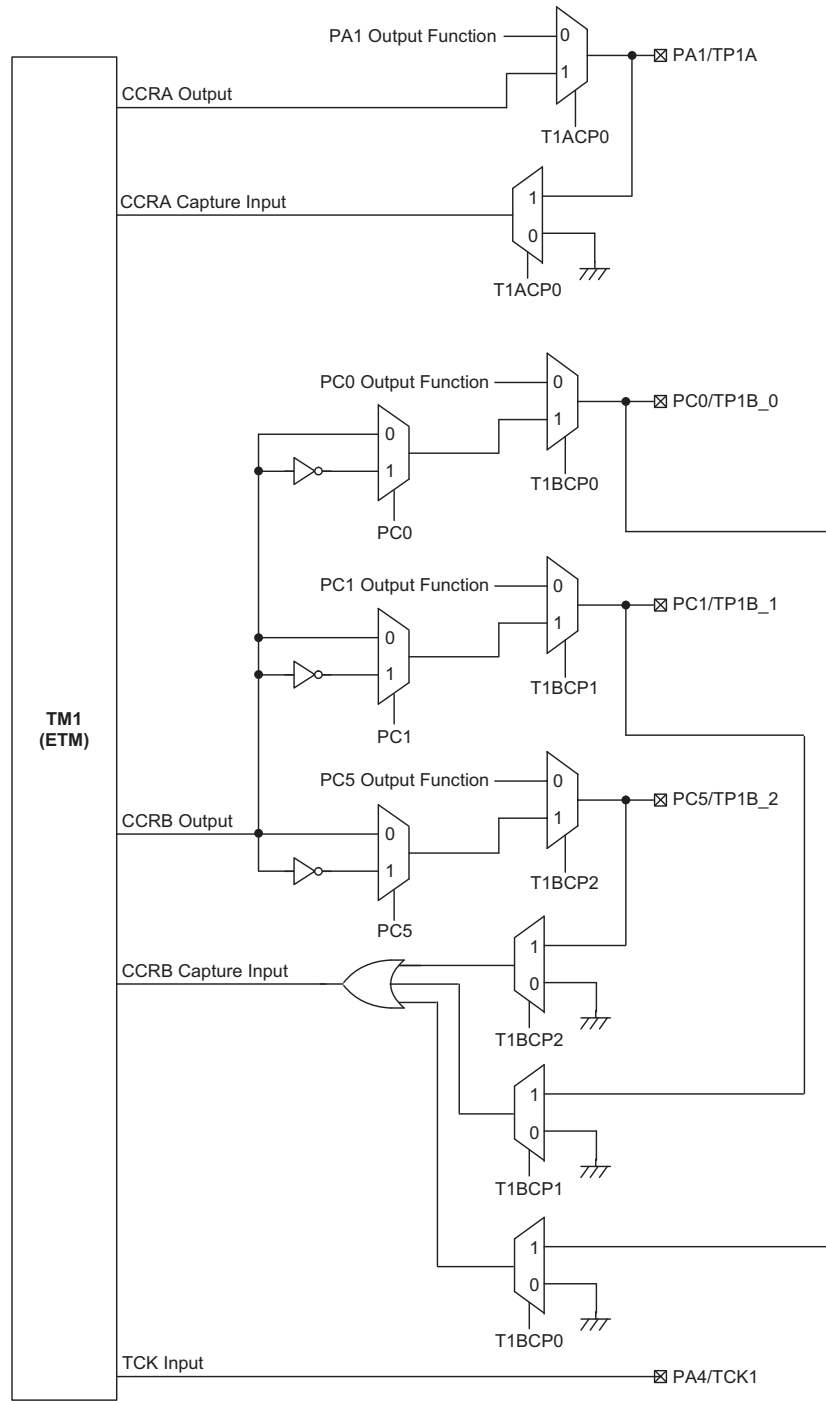 PA1 Output Function
0
PA1/TP1A
1
CCRA Output
T1ACP0
CCRA Capture Input
1
0
T1ACP0
PC0 Output Function
0
PC0/TP1B_0
1
0
1
T1BCP0
PC0
PC1 Output Function
0
PC1/TP1B_1
1
0
1
T1BCP1
PC1
TM1
(ETM)
PC5 Output Function
0
PC5/TP1B_2
1
CCRB Output
0
1
T1BCP2
PC5
1
CCRB Capture Input
0
T1BCP2
1
0
T1BCP1
1
0
T1BCP0
TCK Input
PA4/TCK1